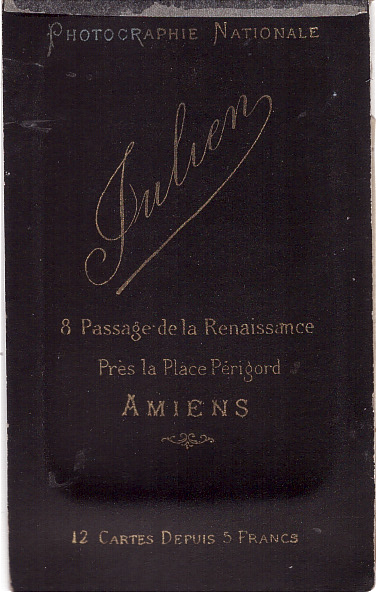 PHOTOGRAPHIE NATIONALE
Julien
8 Passage de la Renaissance
Près la Place Périgord
AMIENS
12 CARTES DEPUIS 5 FRANCS